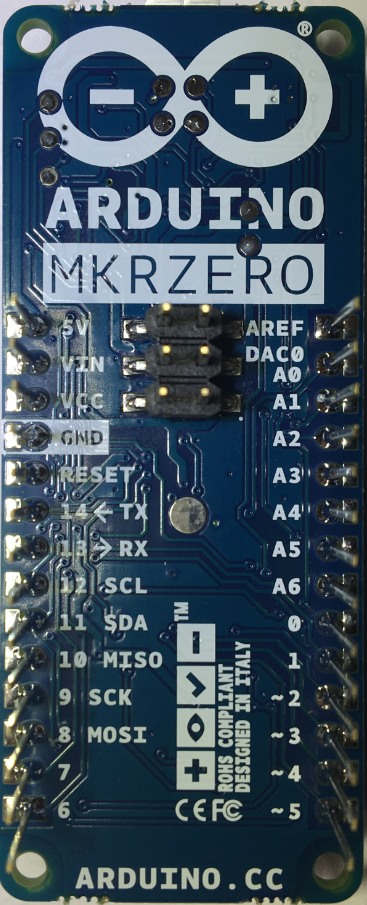 ®
ARDUINO
MKRZERO
5V AREF
VIN DAC0
A0
VCC A1
GND A2
RESET A3
14 ← TX A4
13 → RX A5
12 SCL A6
11 SDA 0
10 MISO 1
9 SCK ~2
8 MOSI ~3
7 ~4
6 ~5
TM
ROHS COMPLIANT
DESIGNED IN ITALY
CE FC
ARDUINO.CC